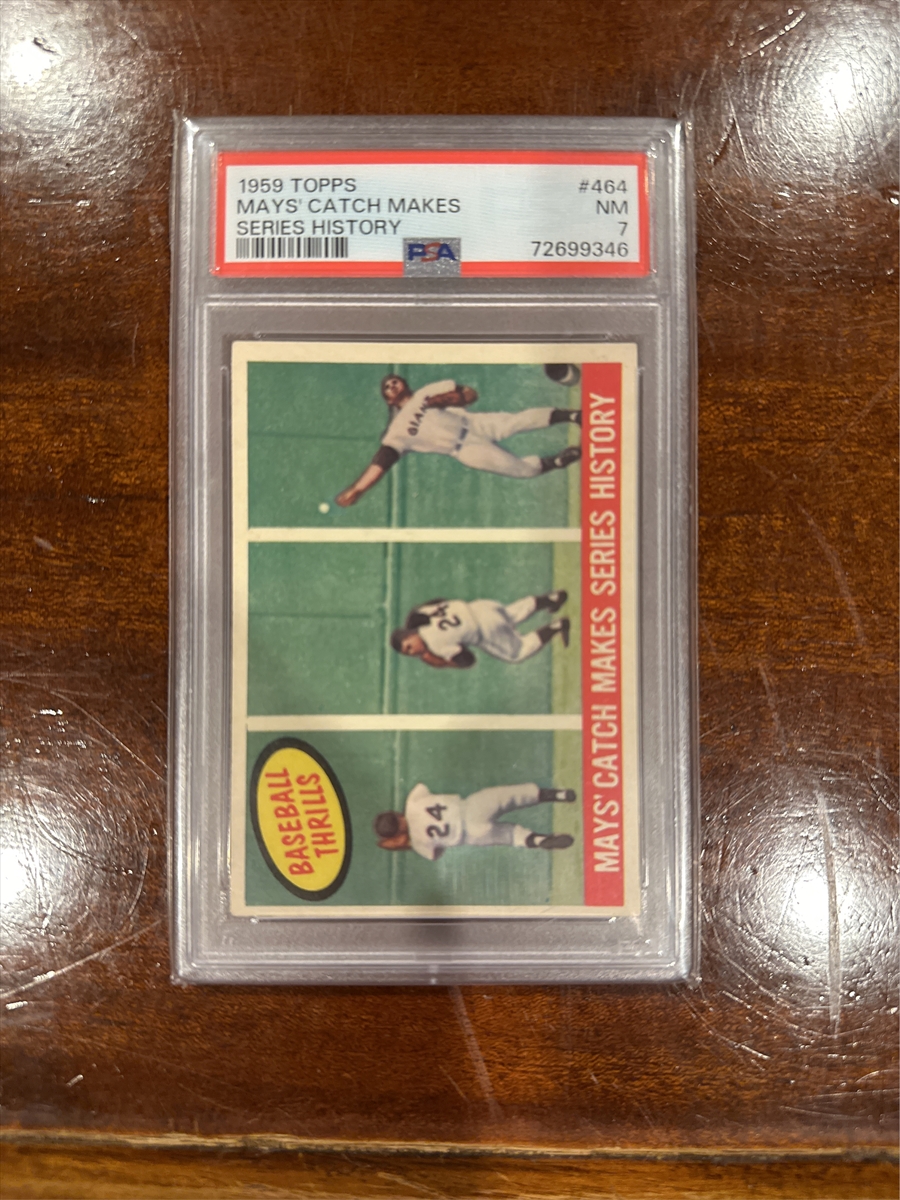 1959 TOPPS #464
MAYS' CATCH MAKES NM
SERIES HISTORY 7
PSA 72699346
BASEBALL
THRILLS
24
24
GIANTS
MAYS' CATCH MAKES SERIES HISTORY